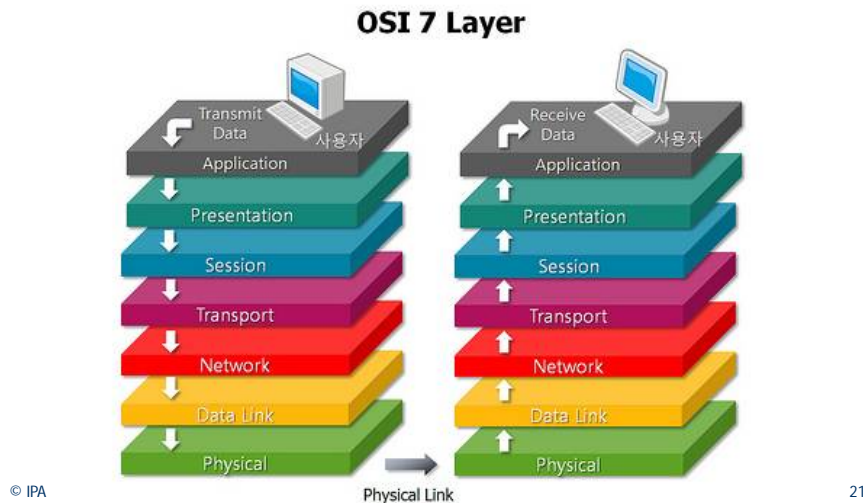 OSI 7 Layer
Transmit
Data
사용자
Application
Presentation
Session
Transport
Network
Data Link
Physical
Receive
Data
사용자
Application
Presentation
Session
Transport
Network
Data Link
Physical
Physical Link
© IPA
21